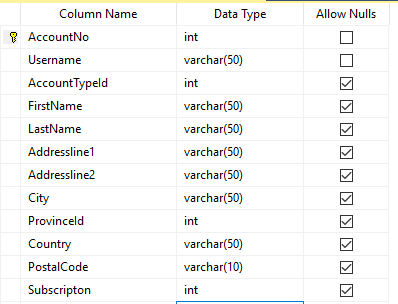 Column Name Data Type Allow Nulls
AccountNo int
Username varchar(50)
AccountTypeId int
FirstName varchar(50)
LastName varchar(50)
Addressline1 varchar(50)
Addressline2 varchar(50)
City varchar(50)
ProvinceId int
Country varchar(50)
PostalCode varchar(10)
Subscripton int